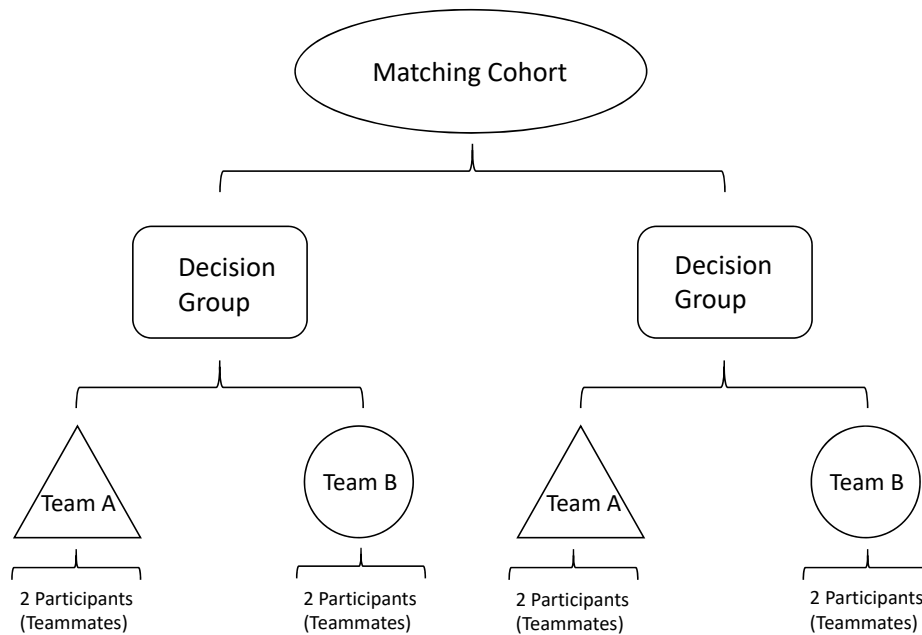 Matching Cohort
Decision
Group
Decision
Group
Team A
Team B
Team A
Team B
2 Participants
(Teammates)
2 Participants
(Teammates)
2 Participants
(Teammates)
2 Participants
(Teammates)